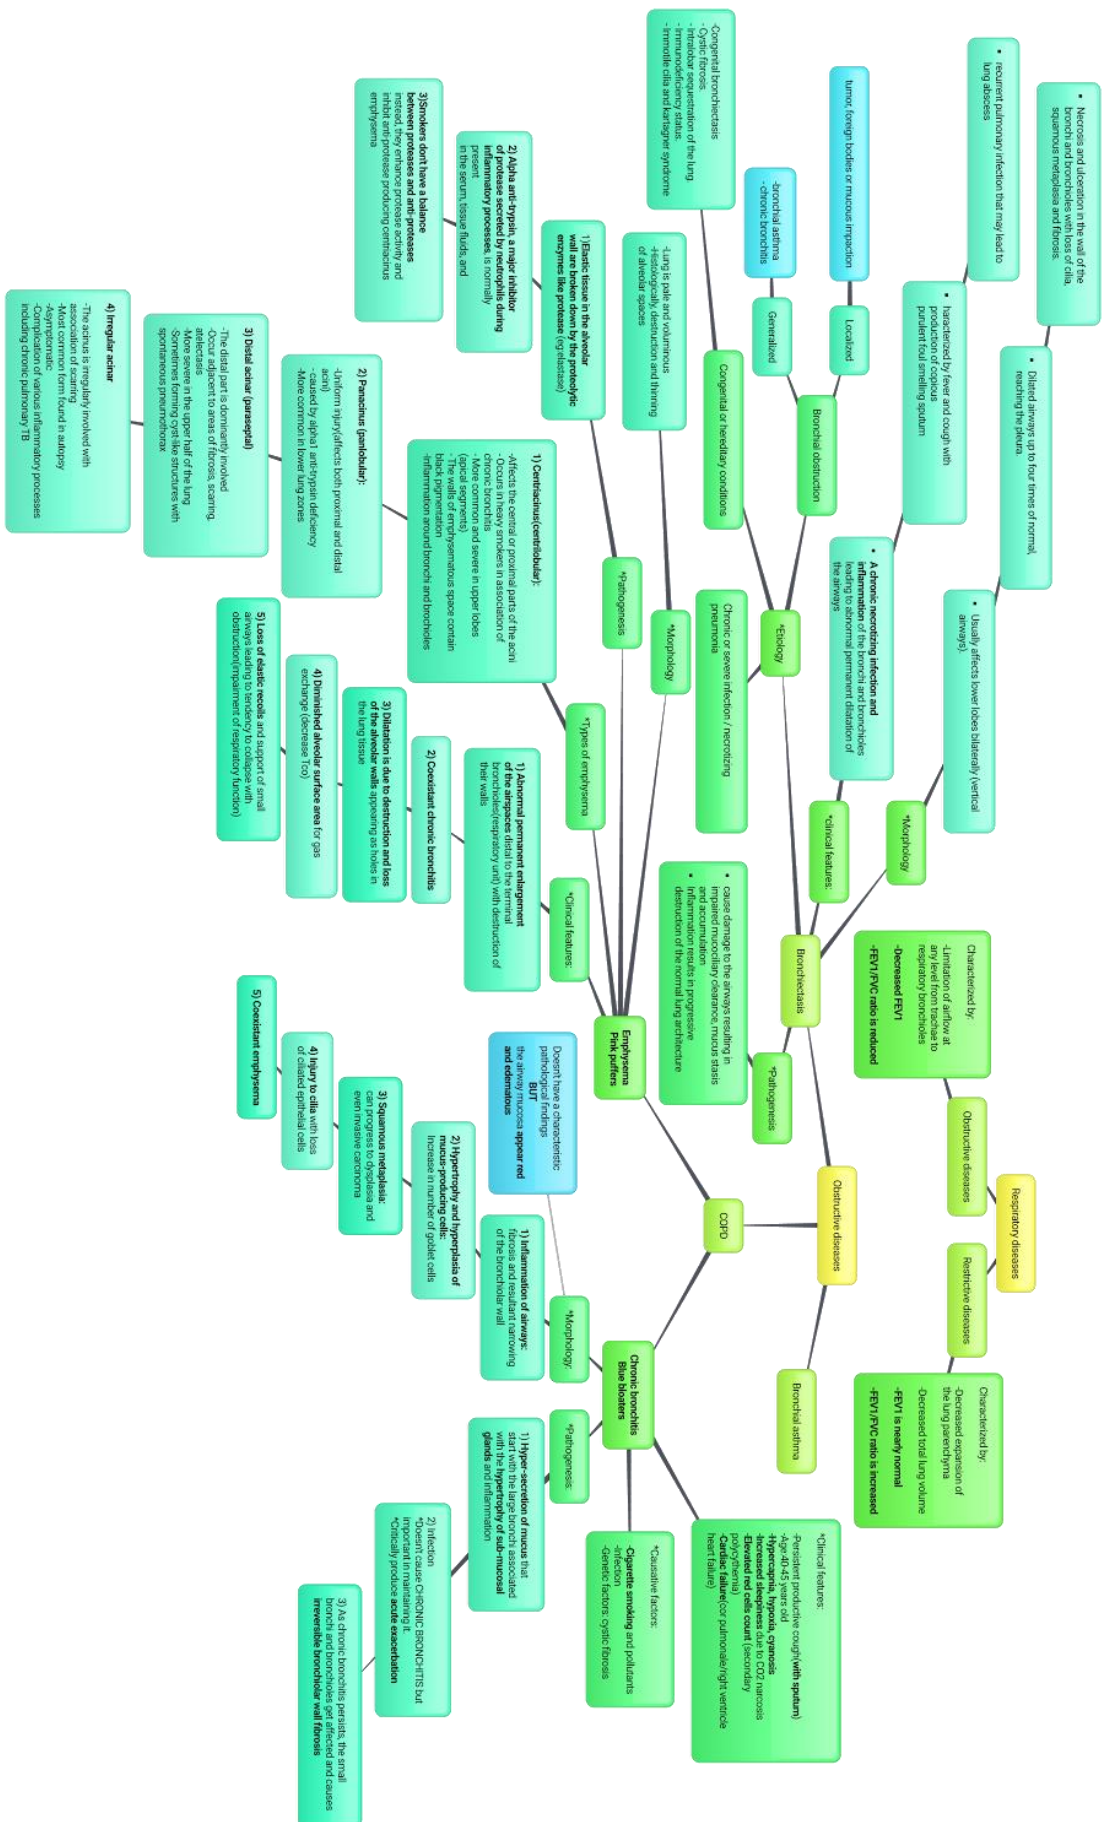 Respiratory diseases
Obstructive diseases
Restrictive diseases
Characterized by:
-Limitation of airflow at
any level from trachae to
respiratory bronchioles
-Decreased FEV1
-FEV1/FVC ratio is reduced
Characterized by:
-Decreased expansion of
the lung parenchyma
-Decreased total lung volume
-FEV1 is nearly normal
-FEV1/FVC ratio is increased
Obstructive diseases
Bronchiectasis
COPD
Bronchial asthma
*Morphology
▪ Usually affects lower lobes bilaterally (vertical
airways).
▪ Dilated airways up to four times of normal,
reaching the pleura.
▪ Necrosis and ulceration in the wall of the
bronchi and bronchioles with loss of cilia,
squamous metaplasia and fibrosis.
*clinical features:
▪ A chronic necrotizing infection and
inflammation of the bronchi and bronchioles
leading to abnormal permanent dilatation of
the airways
▪ haracterized by fever and cough with
production of copious
purulent foul smelling sputum
▪ recurrent pulmonary infection that may lead to
lung abscess
*Etiology
Bronchial obstruction
Localized
tumor, foreign bodies or mucous impaction
Generalized
-bronchial asthma
- chronic bronchitis
Congenital or hereditary conditions
-Congenital bronchiectasis
- Cystic fibrosis.
- Intralobar sequestration of the lung.
- Immunodeficiency status.
- Immotile cilia and kartagner syndrome
Chronic or severe infection / necrotizing
pneumonia
*Pathogenesis
▪ cause damage to the airways resulting in
impaired mucociliary clearance, mucus stasis
and accumulation
▪ Inflammation results in progressive
destruction of the normal lung architecture
Emphysema
Pink puffers
*Morphology
-Lung is pale and voluminous
-Histologically, destruction and thinning
of alveolar spaces
*Pathogenesis
1)Elastic tissue in the alveolar
wall are broken down by the proteolytic
enzymes like protease (eg:elastase)
2) Alpha anti-trypsin, a major inhibitor
of protease secreted by neutrophils during
inflammatory processes, is normally
present
in the serum, tissue fluids, and
3)Smokers don't have a balance
between proteases and anti-proteases
instead, they enhance protease activity and
inhibit anti-protease producing centriacinus
emphysema
*Types of emphysema
1) Centriacinus(centrilobular):
-Affects the central or proximal parts of the acini
- Occurs in heavy smokers in association of
chronic bronchitis
- More common and severe in upper lobes
(apical segments)
- The walls of emphysematous space contain
black pigmentation
-Inflammation around bronchi and brochioles
2) Panacinus (panlobular):
-Uniform injury(affects both proximal and distal
acini)
-caused by alpha1 anti-trypsin deficiency
-More common in lower lung zones
3) Distal acinar (paraseptal)
-The distal part is dominantly involved
-Occur adjacent to areas of fibrosis, scarring,
atelectasis
-More severe in the upper half of the lung
-Sometimes forming cyst-like structures with
spontaneous pneumothorax
4) Irregular acinar
-The acinus is irregularly involved with
association of scarring
-Most common form found in autopsy
-Asymptomatic
-Complication of various inflammatory processes
including chronic pulmonary TB
*Clinical features:
1) Abnormal permanent enlargement
of the airspaces distal to the terminal
bronchioles(respiratory unit) with destruction of
their walls
2) Coexistant chronic bronchitis
3) Dilatation is due to destruction and loss
of the alveolar walls appearing as holes in
the lung tissue
4) Diminished alveolar surface area for gas
exchange (decrease Tco)
5) Loss of elastic recoils and support of small
airways leading to tendency to collapse with
obstruction(impairment of respiratory function)
Chronic bronchitis
Blue bloaters
*Clinical features:
-Persistent productive cough(with sputum)
-Age:40-45 years old
-Hypercapnia, hypoxia, cyanosis
-Increased sleepiness due to CO2 narcosis
-Elevated red cells count (secondary
polycythemia)
-Cardiac failure(cor pulmonale/right ventricle
heart failure)
*Causative factors:
-Cigarette smoking and pollutants
-Infection
-Genetic factors: cystic fibrosis
*Morphology:
Doesn't have a characteristic
pathological findings
BUT
the airway mucosa appear red
and edematous
1) Inflammation of airways:
fibrosis and resultant narrowing
of the bronchiolar wall
2) Hypertrophy and hyperplasia of
mucus-producing cells:
Increase in number of goblet cells
3) Squamous metaplasia:
can progress to dysplasia and
even invasive carcinoma
4) Injury to cilia with loss
of ciliated epithelial cells
5) Coexistant emphysema
*Pathogenesis:
1) Hyper-secretion of mucus that
start with the large bronchi associated
with the hypertrophy of sub-mucosal
glands and inflammation
2) Infection
*Doesn't cause CHRONIC BRONCHITIS but
important in maintaining it.
*Critically produce acute exacerbation
3) As chronic bronchitis persists, the small
bronchi and bronchioles get affected and causes
irreversible bronchiolar wall fibrosis